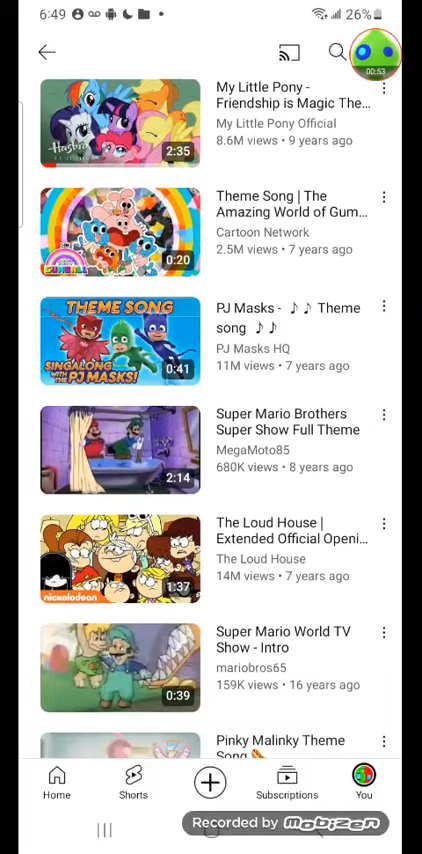 6:49
26%
00:53
My Little Pony -
Friendship is Magic The...
My Little Pony Official
8.6M views • 9 years ago
Hasbro
2:35
Theme Song | The
Amazing World of Gum...
Cartoon Network
2.5M views • 7 years ago
GUMBALL
0:20
THEME SONG
SINGALONG
WITH THE PJ MASKS!
0:41
PJ Masks - ♪♪ Theme
song ♪♪
PJ Masks HQ
11M views • 7 years ago
Super Mario Brothers
Super Show Full Theme
MegaMoto85
680K views • 8 years ago
2:14
The Loud House |
Extended Official Openi...
The Loud House
14M views • 7 years ago
nickelodeon
1:37
Super Mario World TV
Show - Intro
mariobros65
159K views • 16 years ago
0:39
Pinky Malinky Theme
Song
Home
Shorts
Subscriptions
You
Recorded by mobizen